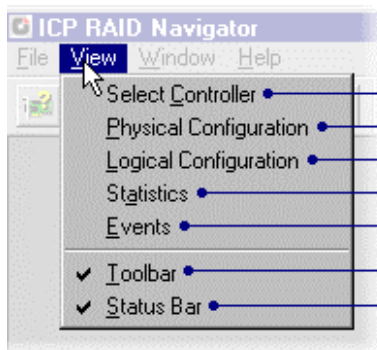 ICP RAID Navigator
File View Window Help
Select Controller
Physical Configuration
Logical Configuration
Statistics
Events
Toolbar
Status Bar